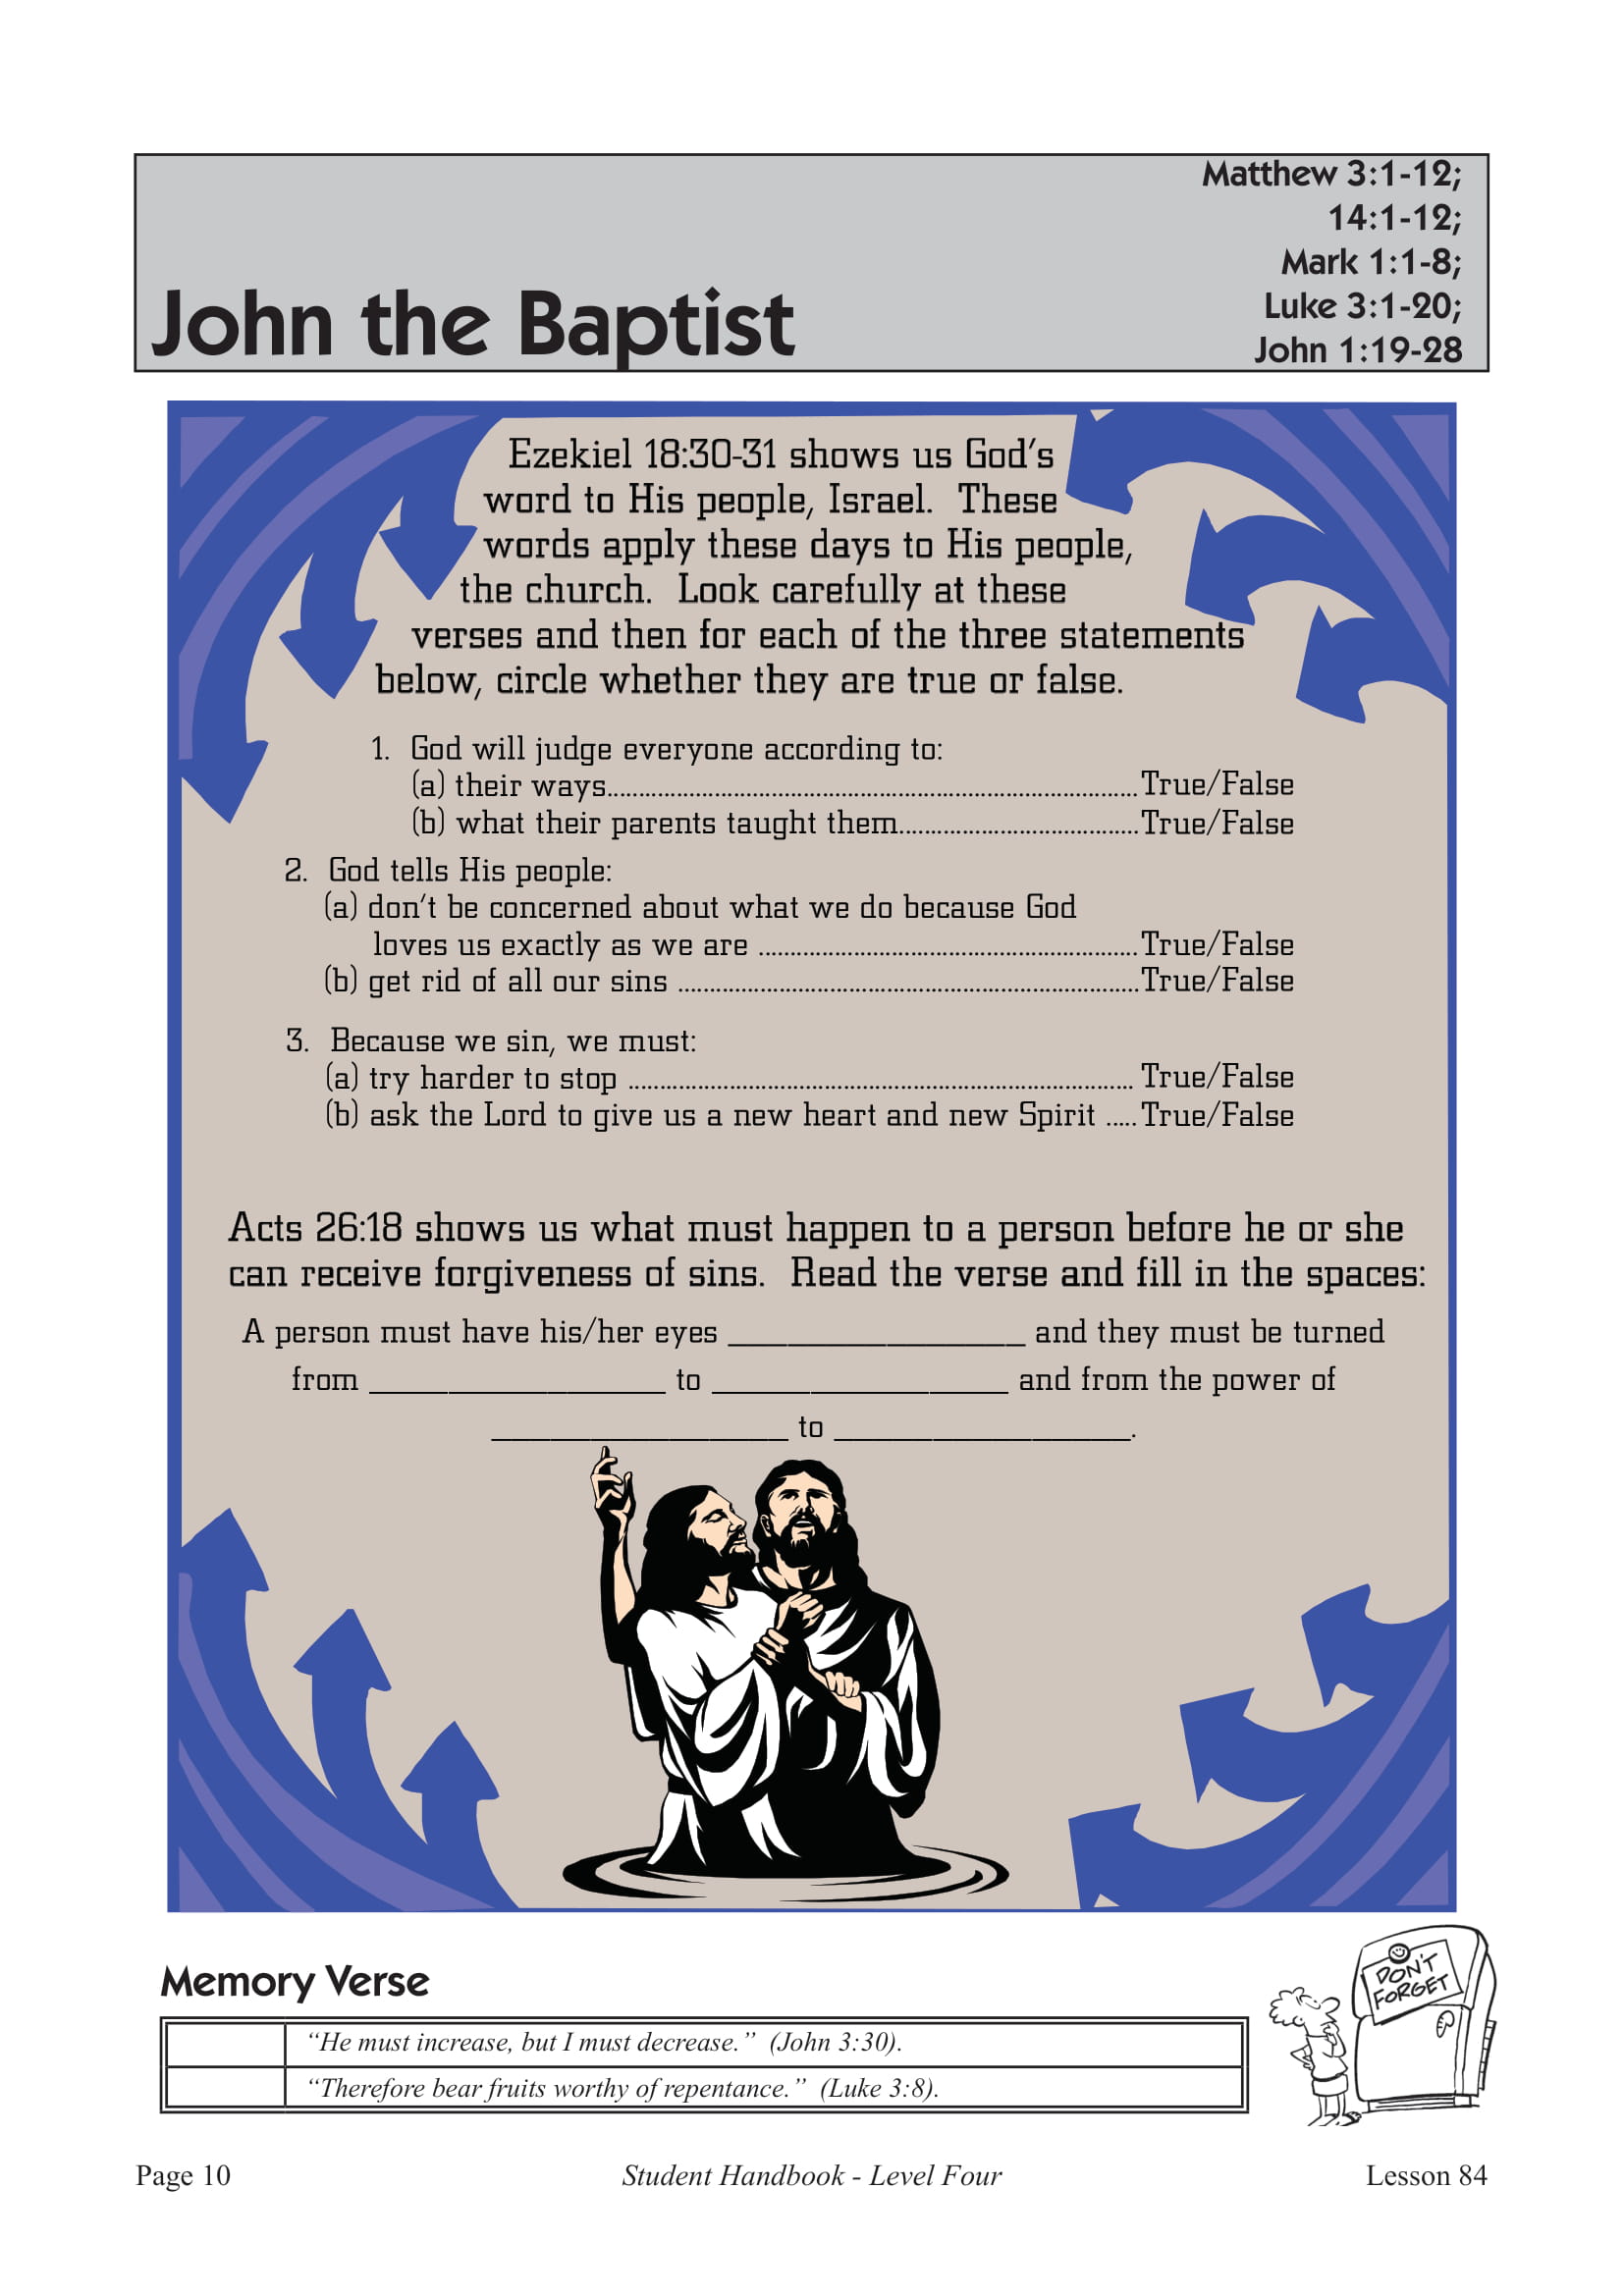 Matthew 3:1-12;
14:1-12;
Mark 1:1-8;
Luke 3:1-20;
John 1:19-28
John the Baptist
Ezekiel 18:30-31 shows us God's
word to His people, Israel. These
words apply these days to His people,
the church. Look carefully at these
verses and then for each of the three statements
below, circle whether they are true or false.
1. God will judge everyone according to:
(a) their ways........................................ True/False
(b) what their parents taught them.................... True/False
2. God tells His people:
(a) don't be concerned about what we do because God
loves us exactly as we are .............................. True/False
(b) get rid of all our sins .................................... True/False
3. Because we sin, we must:
(a) try harder to stop ........................................ True/False
(b) ask the Lord to give us a new heart and new Spirit ..... True/False
Acts 26:18 shows us what must happen to a person before he or she
can receive forgiveness of sins. Read the verse and fill in the spaces:
A person must have his/her eyes _______________ and they must be turned
from _______________ to _______________ and from the power of
_______________ to _______________.
Memory Verse
DON'T
FORGET
"He must increase, but I must decrease." (John 3:30).
"Therefore bear fruits worthy of repentance." (Luke 3:8).
Page 10 Student Handbook - Level Four Lesson 84